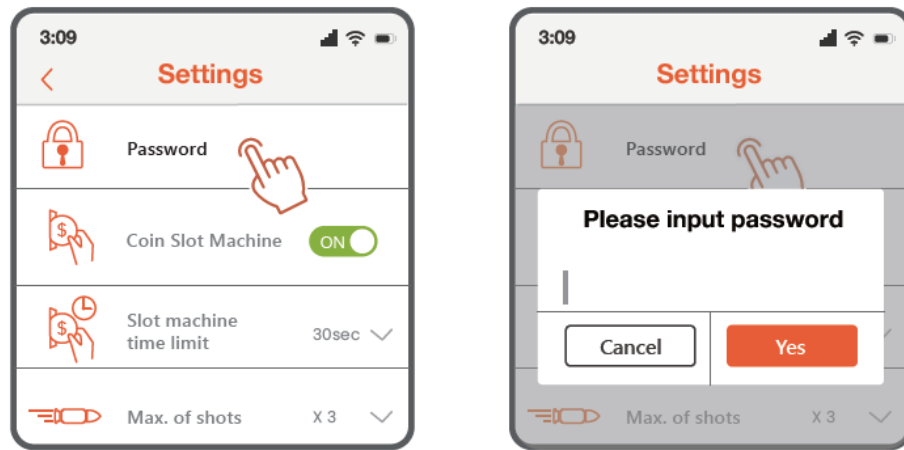 3:09
Settings
Password
Coin Slot Machine
ON
Slot machine
time limit
30sec
Max. of shots
X 3
3:09
Settings
Password
Please input password
Cancel
Yes
Max. of shots
X 3